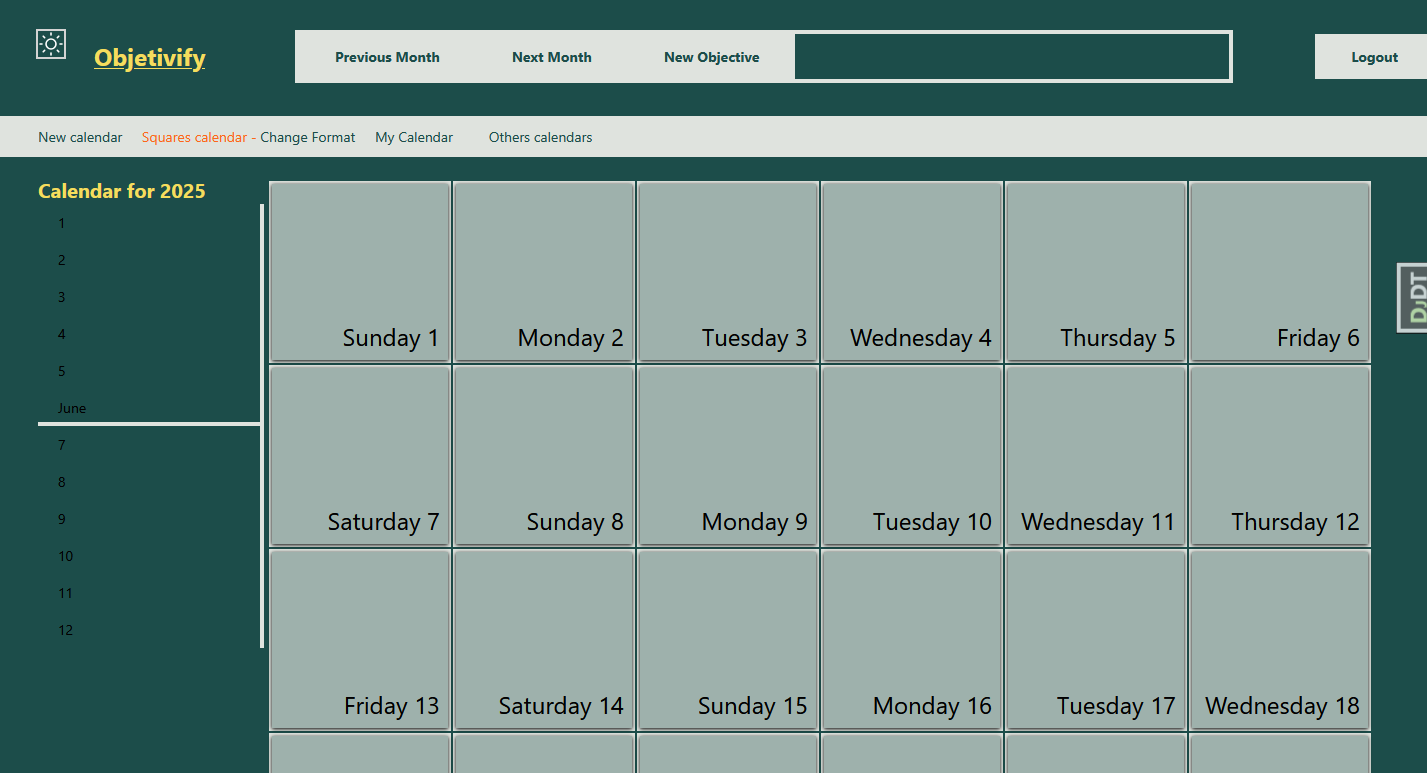 Objetivify
Previous Month Next Month New Objective
Logout
New calendar Squares calendar - Change Format My Calendar Others calendars
Calendar for 2025
1
2
3
4
5
June
7
8
9
10
11
12
Sunday 1 Monday 2 Tuesday 3 Wednesday 4 Thursday 5 Friday 6
Saturday 7 Sunday 8 Monday 9 Tuesday 10 Wednesday 11 Thursday 12
Friday 13 Saturday 14 Sunday 15 Monday 16 Tuesday 17 Wednesday 18
DjDT